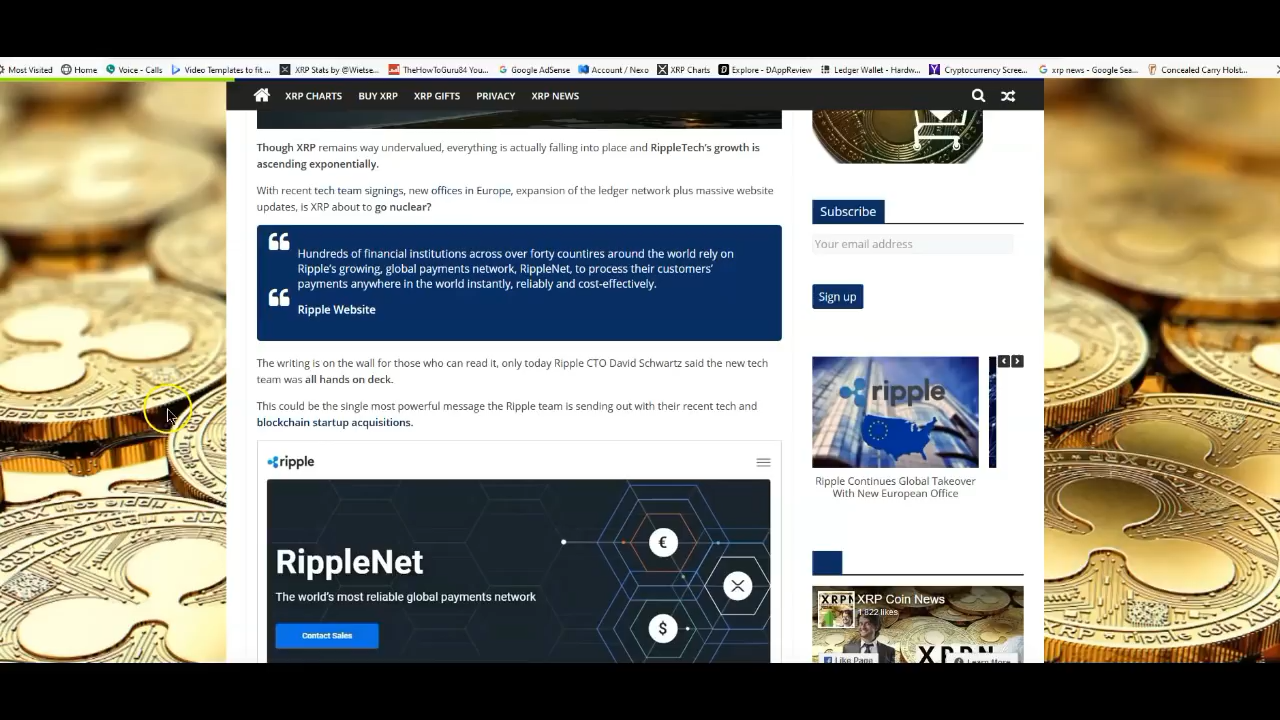 Most Visited Home Voice - Calls Video Templates to fit ... XRP Stats by @Wietse... TheHowToGuru84 You... Google AdSense Account / Nexo XRP Charts Explore - ÐAppReview Ledger Wallet - Hardw... Cryptocurrency Scree... xrp news - Google Sea... Concealed Carry Holst...
XRP CHARTS BUY XRP XRP GIFTS PRIVACY XRP NEWS
Though XRP remains way undervalued, everything is actually falling into place and RippleTech's growth is
ascending exponentially.
With recent tech team signings, new offices in Europe, expansion of the ledger network plus massive website
updates, is XRP about to go nuclear?
Hundreds of financial institutions across over forty countires around the world rely on
Ripple's growing, global payments network, RippleNet, to process their customers'
payments anywhere in the world instantly, reliably and cost-effectively.
Ripple Website
The writing is on the wall for those who can read it, only today Ripple CTO David Schwartz said the new tech
team was all hands on deck.
This could be the single most powerful message the Ripple team is sending out with their recent tech and
blockchain startup acquisitions.
ripple
RippleNet
The world's most reliable global payments network
Contact Sales
€
$
Subscribe
Your email address
Sign up
ripple
Ripple Continues Global Takeover
With New European Office
XRPN XRP Coin News
1,822 likes
Like Page Learn More
XRPN